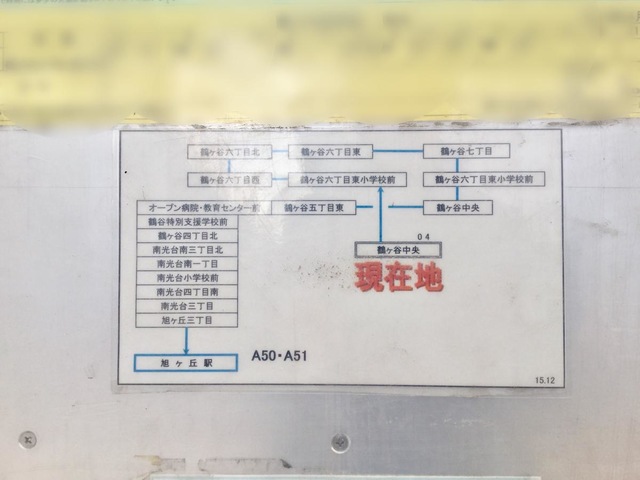 鶴ヶ谷六丁目北
鶴ヶ谷六丁目東
鶴ヶ谷七丁目
鶴ヶ谷六丁目西
鶴ヶ谷六丁目東小学校前
鶴ヶ谷六丁目東小学校前
オープン病院・教育センター前
鶴ヶ谷五丁目東
鶴ヶ谷中央
鶴谷特別支援学校前
鶴ヶ谷四丁目北
南光台南三丁目北
南光台南一丁目
南光台小学校前
南光台四丁目南
南光台三丁目
旭ヶ丘三丁目
04
鶴ヶ谷中央
現在地
旭ヶ丘駅
A50・A51
15.12